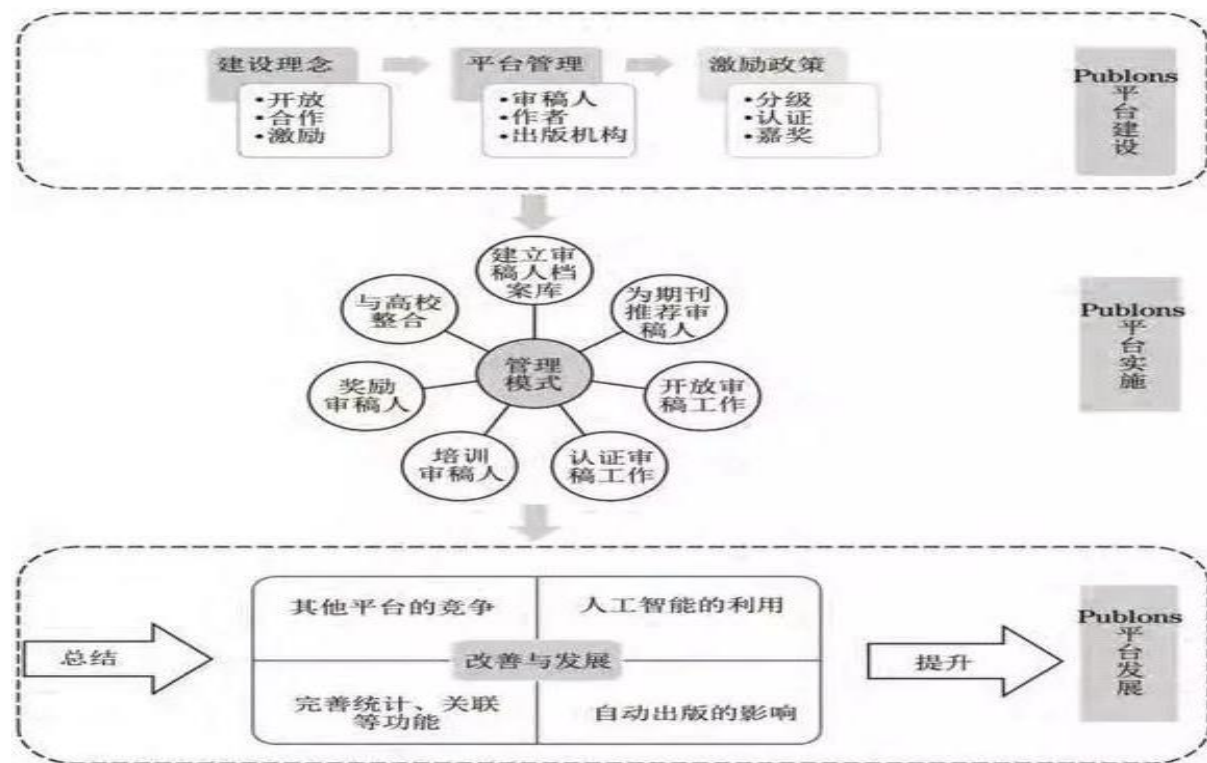 建设理念
•开放
•合作
•激励
平台管理
•审稿人
•作者
•出版机构
激励政策
•分级
•认证
•嘉奖
Publons
平
台
建
设
建立审
稿人档
案库
与高校
整合
为期刊
推荐审
稿人
管理
模式
奖励
审稿人
开放审
稿工作
培训
审稿人
认证审
稿工作
Publons
平
台
实
施
总结
其他平台的竞争
人工智能的利用
改善与发展
完善统计、关联
等功能
自动出版的影响
提升
Publons
平
台
发
展